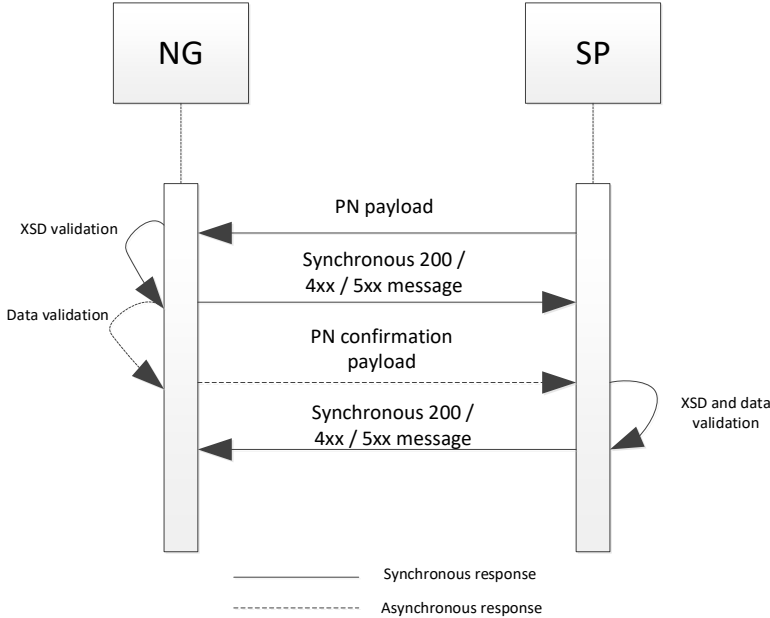 NG
SP
PN payload
XSD validation
Synchronous 200 /
4xx / 5xx message
Data validation
PN confirmation
payload
XSD and data
validation
Synchronous 200 /
4xx / 5xx message
Synchronous response
Asynchronous response